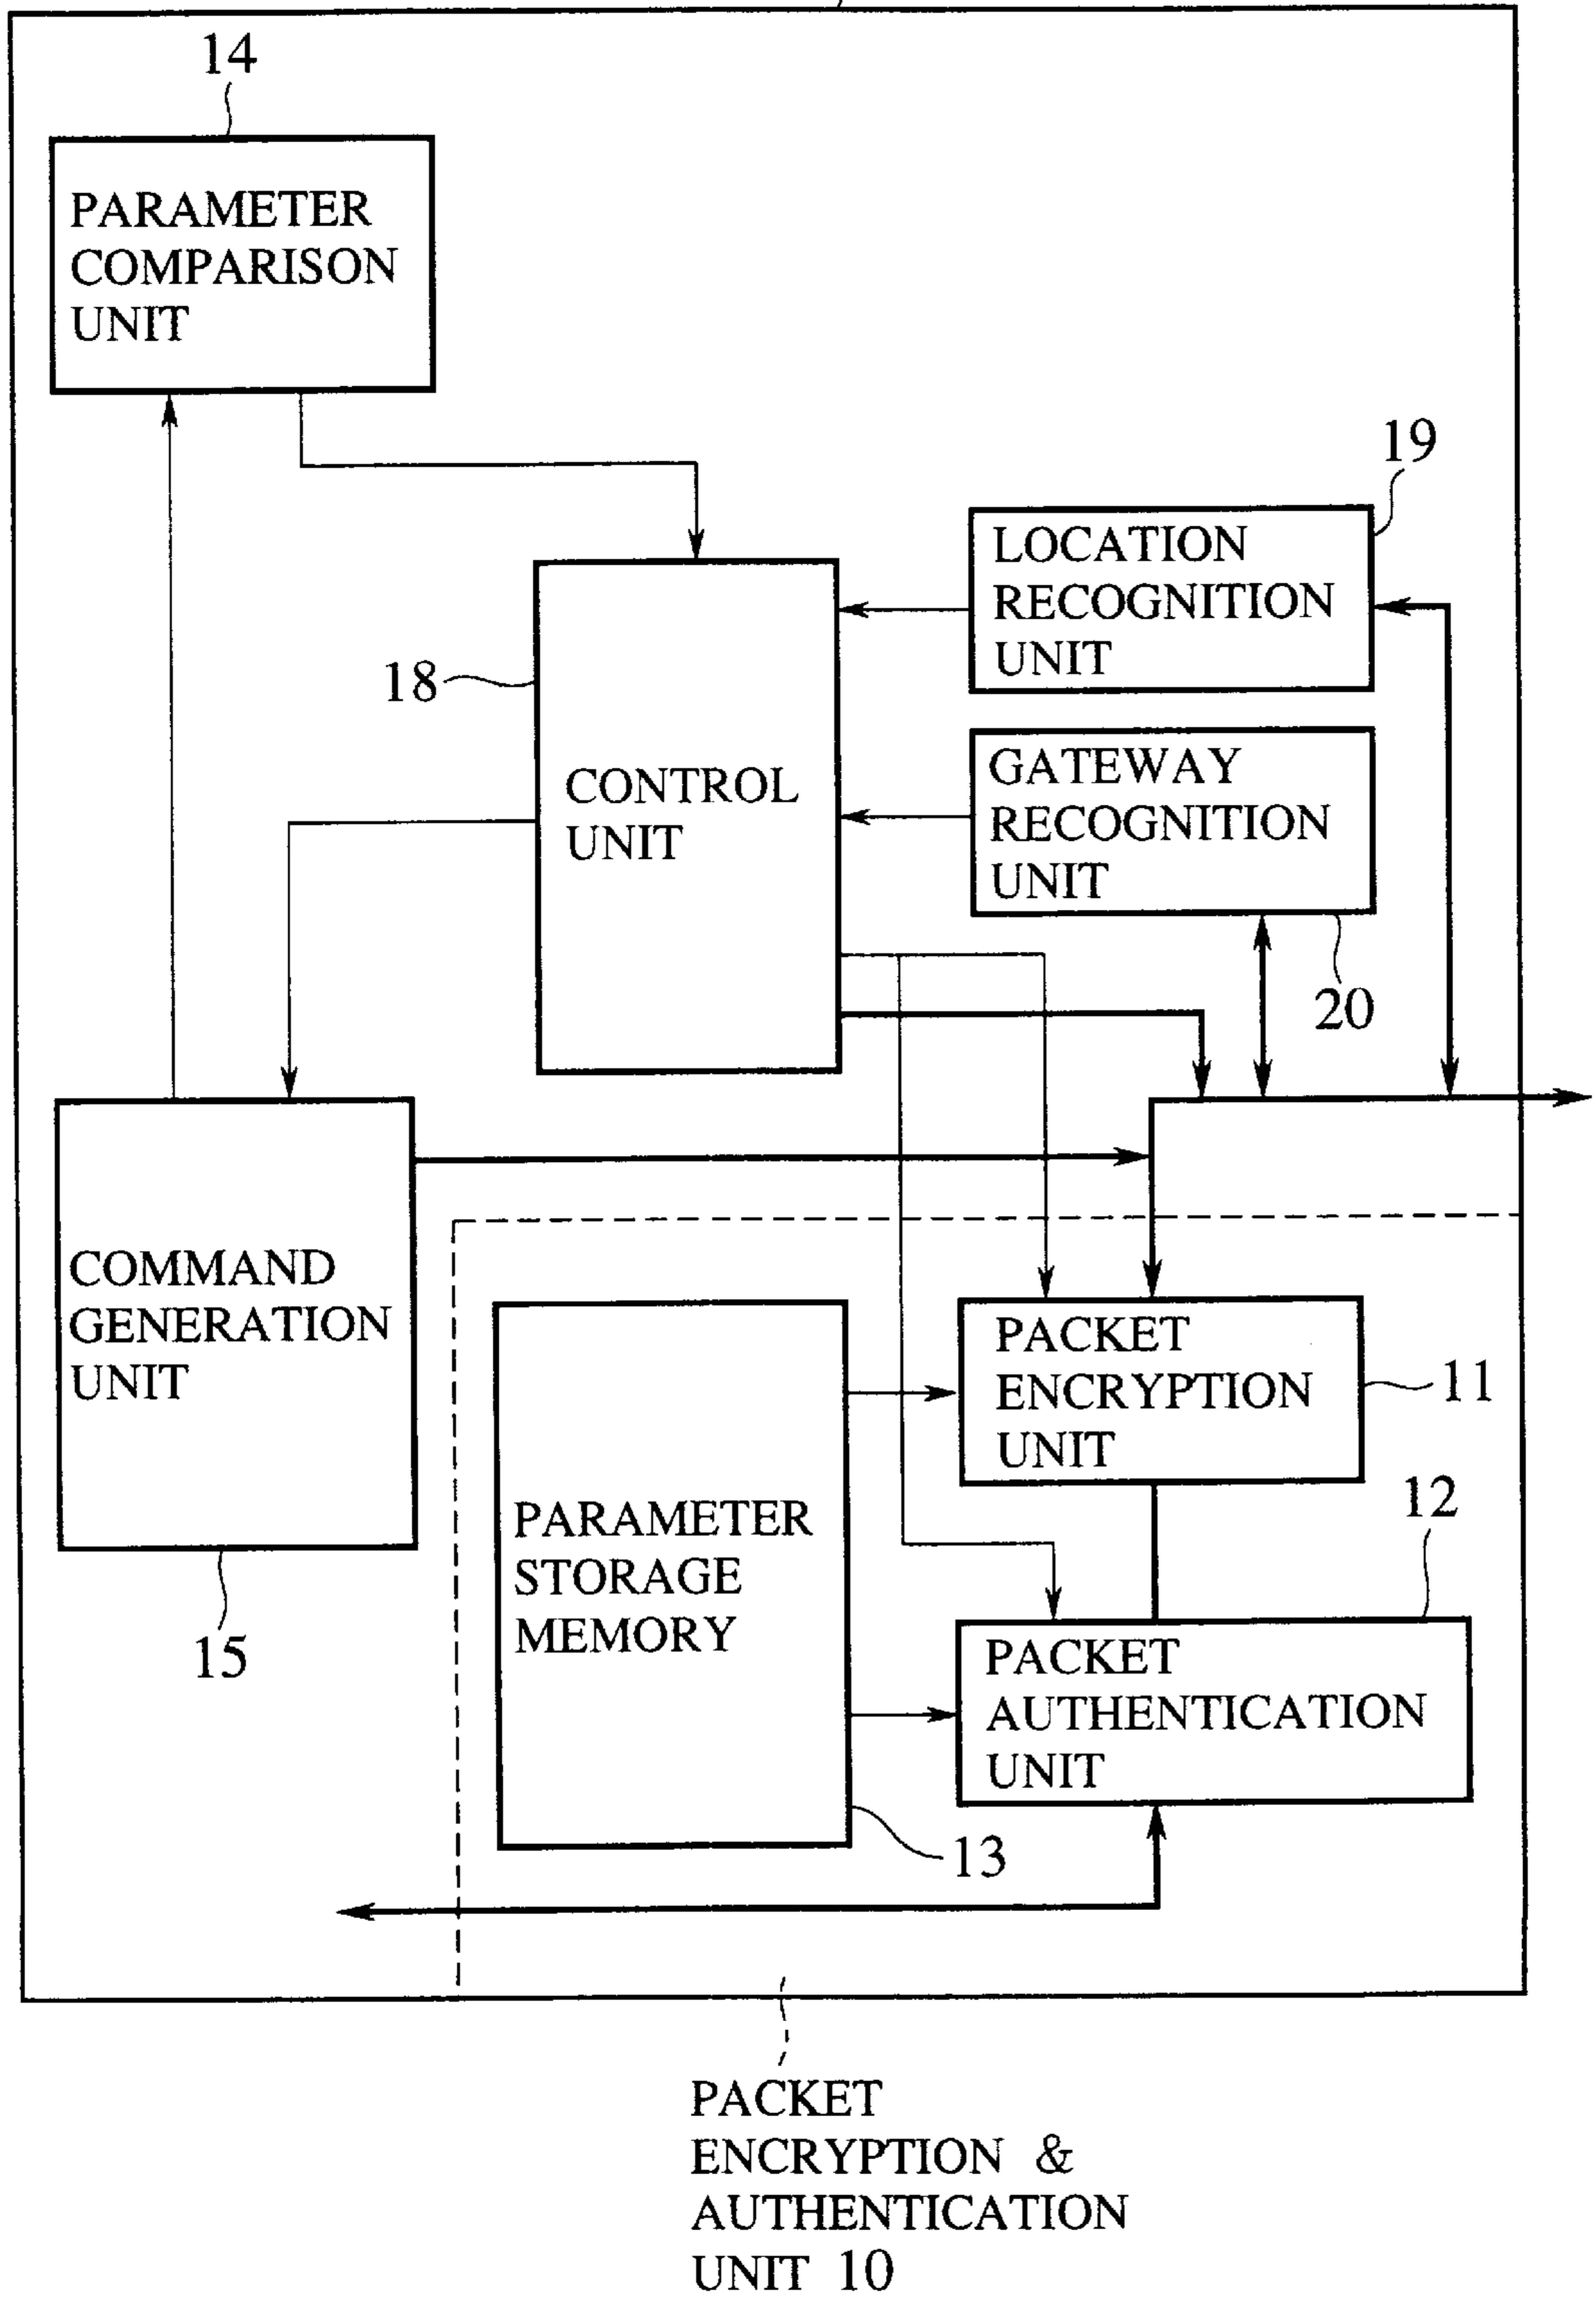 14
PARAMETER
COMPARISON
UNIT
19
LOCATION
RECOGNITION
UNIT
18
CONTROL
UNIT
GATEWAY
RECOGNITION
UNIT
20
COMMAND
GENERATION
UNIT
15
PACKET
ENCRYPTION
UNIT
11
PARAMETER
STORAGE
MEMORY
13
12
PACKET
AUTHENTICATION
UNIT
PACKET
ENCRYPTION &
AUTHENTICATION
UNIT 10